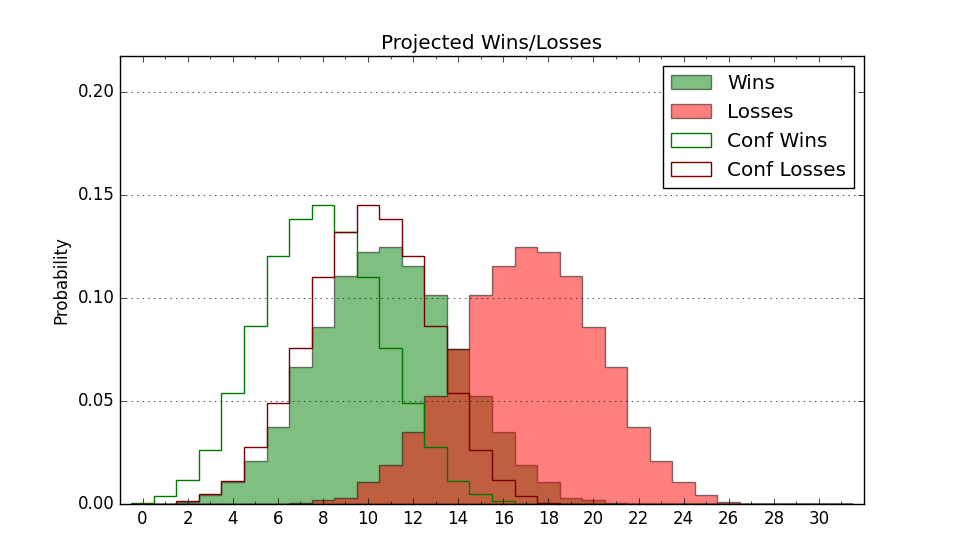 Projected Wins/Losses
0.20
0.15
0.10
0.05
0.00
Probability
Wins
Losses
Conf Wins
Conf Losses
0 2 4 6 8 10 12 14 16 18 20 22 24 26 28 30